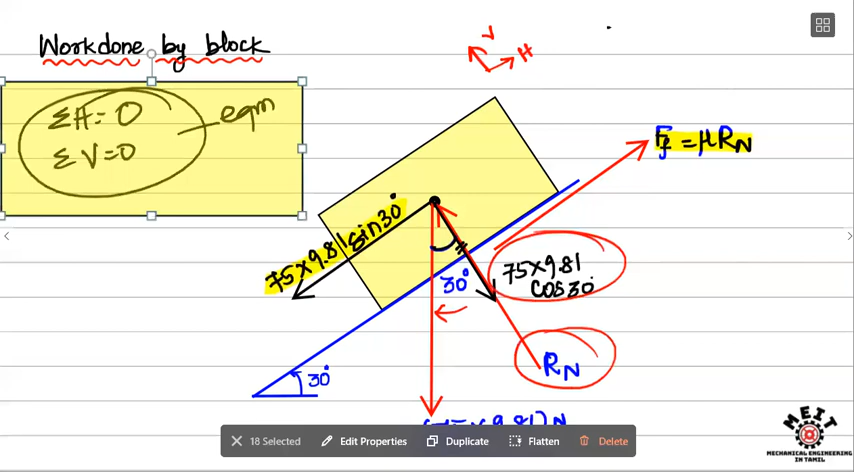 Workdone by block
ΣH = 0
ΣV = 0
eqm
V
H
Ff = μRN
75×9.81 sin30°
75×9.81
cos30°
30°
RN
30°
18 Selected
Edit Properties
Duplicate
Flatten
Delete
MEIT
MECHANICAL ENGINEERING
IN TAMIL